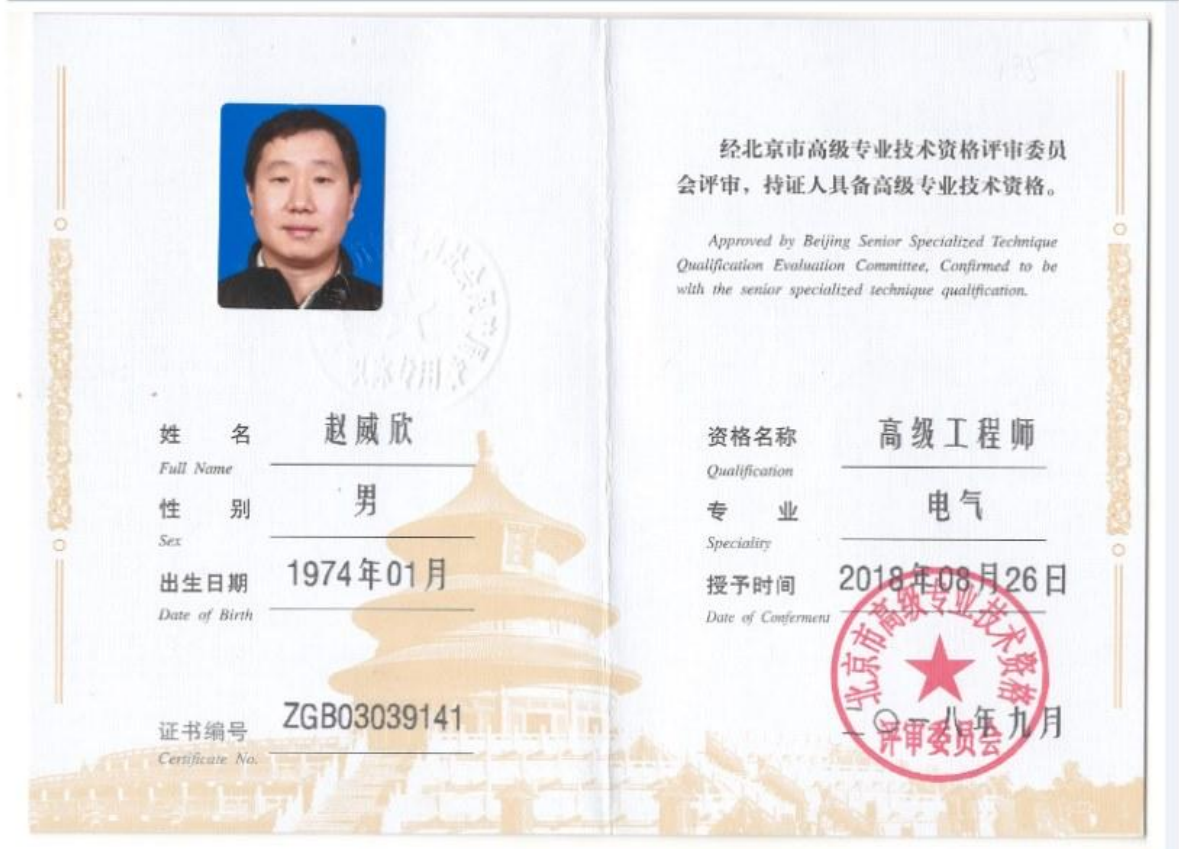 姓 名 赵威欣
Full Name
性 别 男
Sex
出生日期 1974年01月
Date of Birth
证书编号 ZGB03039141
Certificate No.
经北京市高级专业技术资格评审委员
会评审，持证人具备高级专业技术资格。
Approved by Beijing Senior Specialized Technique
Qualification Evaluation Committee, Confirmed to be
with the senior specialized technique qualification.
资格名称 高级工程师
Qualification
专 业 电气
Speciality
授予时间 2018年08月26日
Date of Conferment
北京市高级专业技术资格
评审委员会
二〇一八年九月